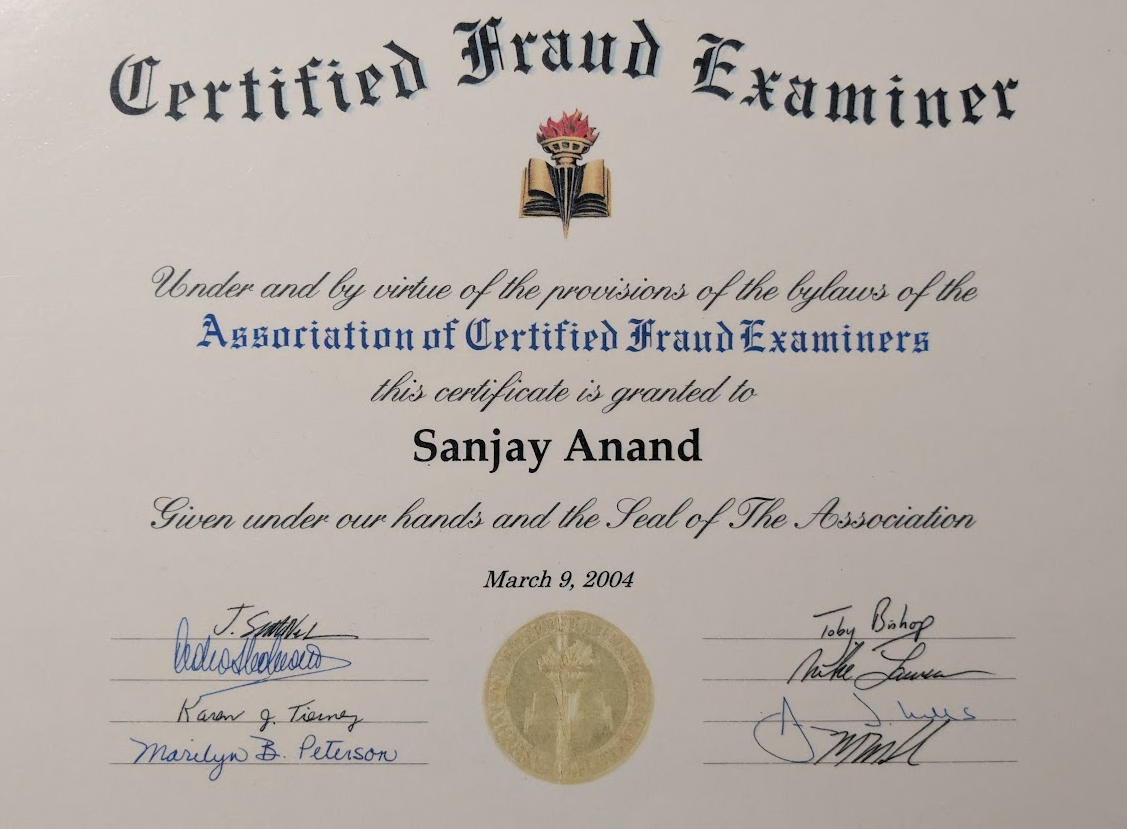 Certified Fraud Examiner
Under and by virtue of the provisions of the bylaws of the
Association of Certified Fraud Examiners
this certificate is granted to
Sanjay Anand
Given under our hands and the Seal of The Association
March 9, 2004
Toby Bishop
Karen J. Tierney
Marilyn B. Peterson